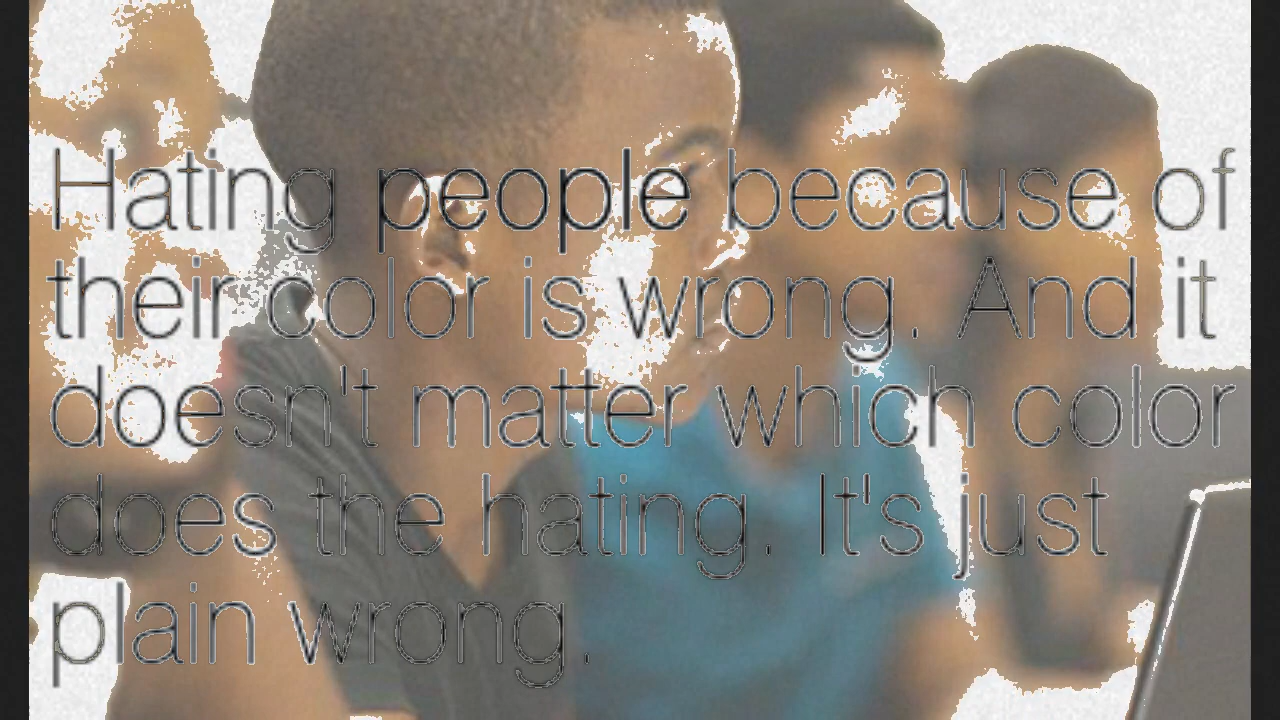 Hating people because of
their color is wrong. And it
doesn't matter which color
does the hating. It's just
plain wrong.